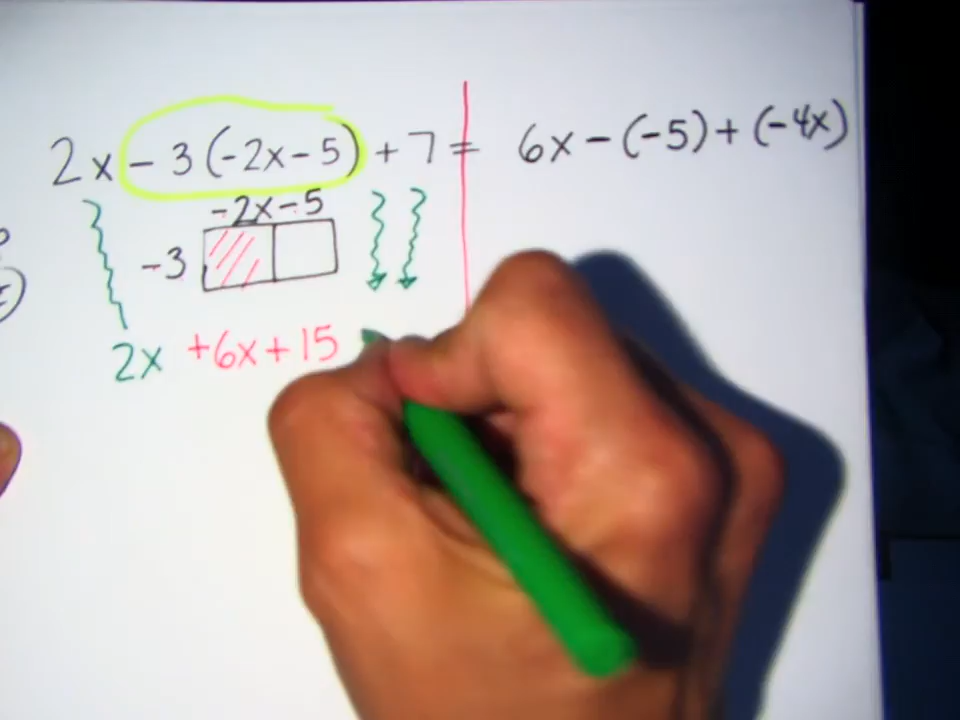 2x - 3(-2x - 5) + 7 = 6x - (-5) + (-4x)
-2x - 5
-3
2x +6x + 15